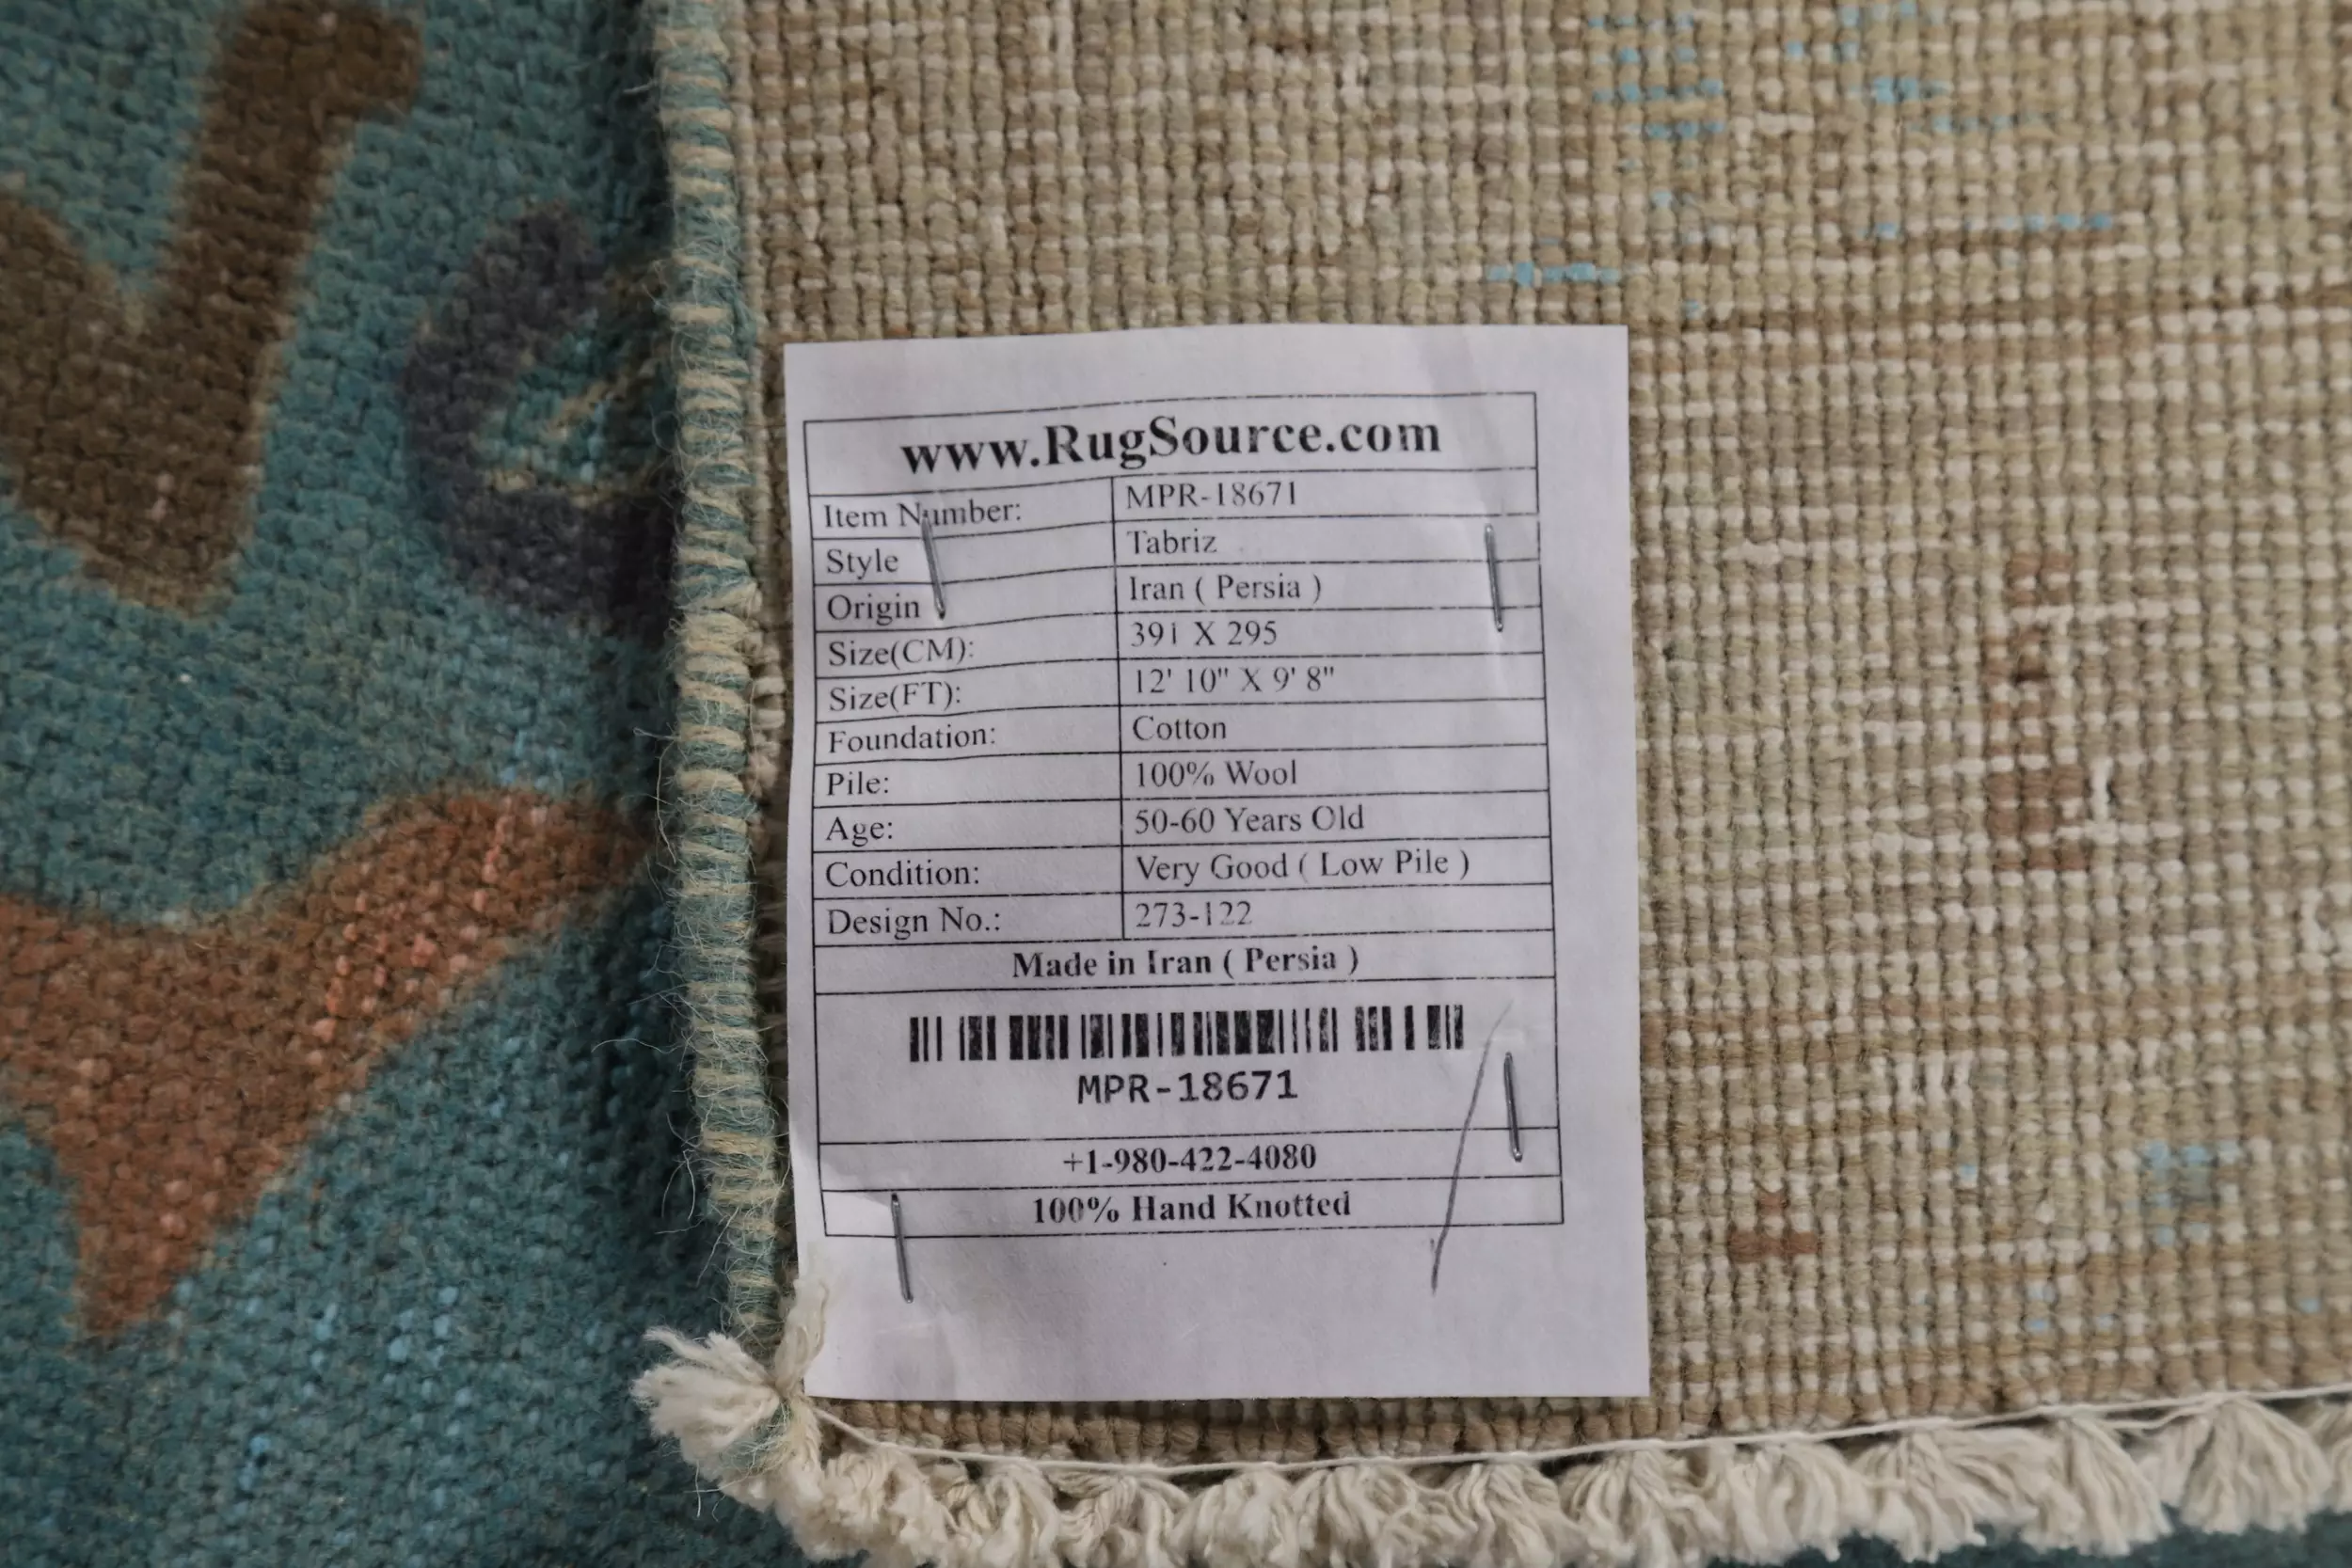 www.RugSource.com
Item Number: MPR-18671
Style Tabriz
Origin Iran ( Persia )
Size(CM): 391 X 295
Size(FT): 12' 10" X 9' 8"
Foundation: Cotton
Pile: 100% Wool
Age: 50-60 Years Old
Condition: Very Good ( Low Pile )
Design No.: 273-122
Made in Iran ( Persia )
MPR-18671
+1-980-422-4080
100% Hand Knotted